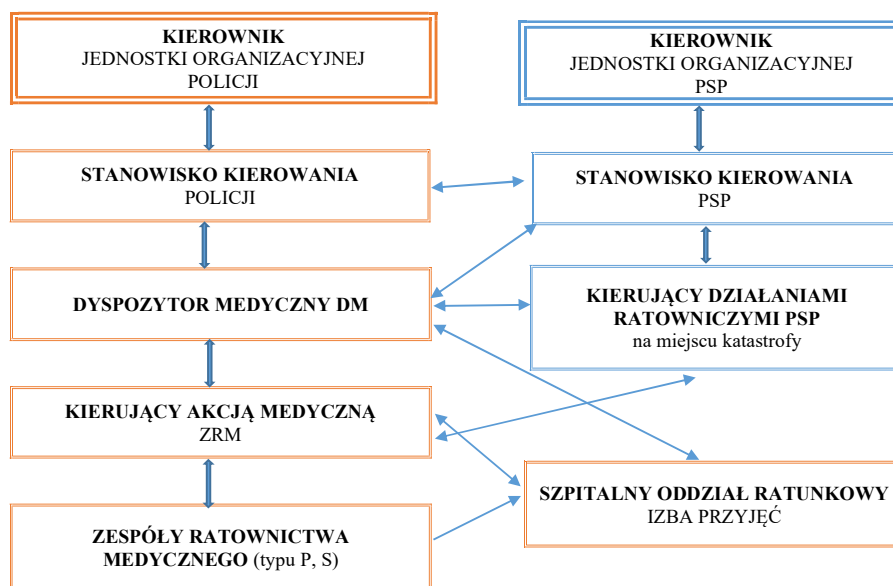 KIEROWNIK
JEDNOSTKI ORGANIZACYJNEJ
POLICJI
KIEROWNIK
JEDNOSTKI ORGANIZACYJNEJ
PSP
STANOWISKO KIEROWANIA
POLICJI
STANOWISKO KIEROWANIA
PSP
DYSPOZYTOR MEDYCZNY DM
KIERUJĄCY DZIAŁANIAMI
RATOWNICZYMI PSP
na miejscu katastrofy
KIERUJĄCY AKCJĄ MEDYCZNĄ
ZRM
SZPITALNY ODDZIAŁ RATUNKOWY
IZBA PRZYJĘĆ
ZESPÓŁY RATOWNICTWA
MEDYCZNEGO (typu P, S)